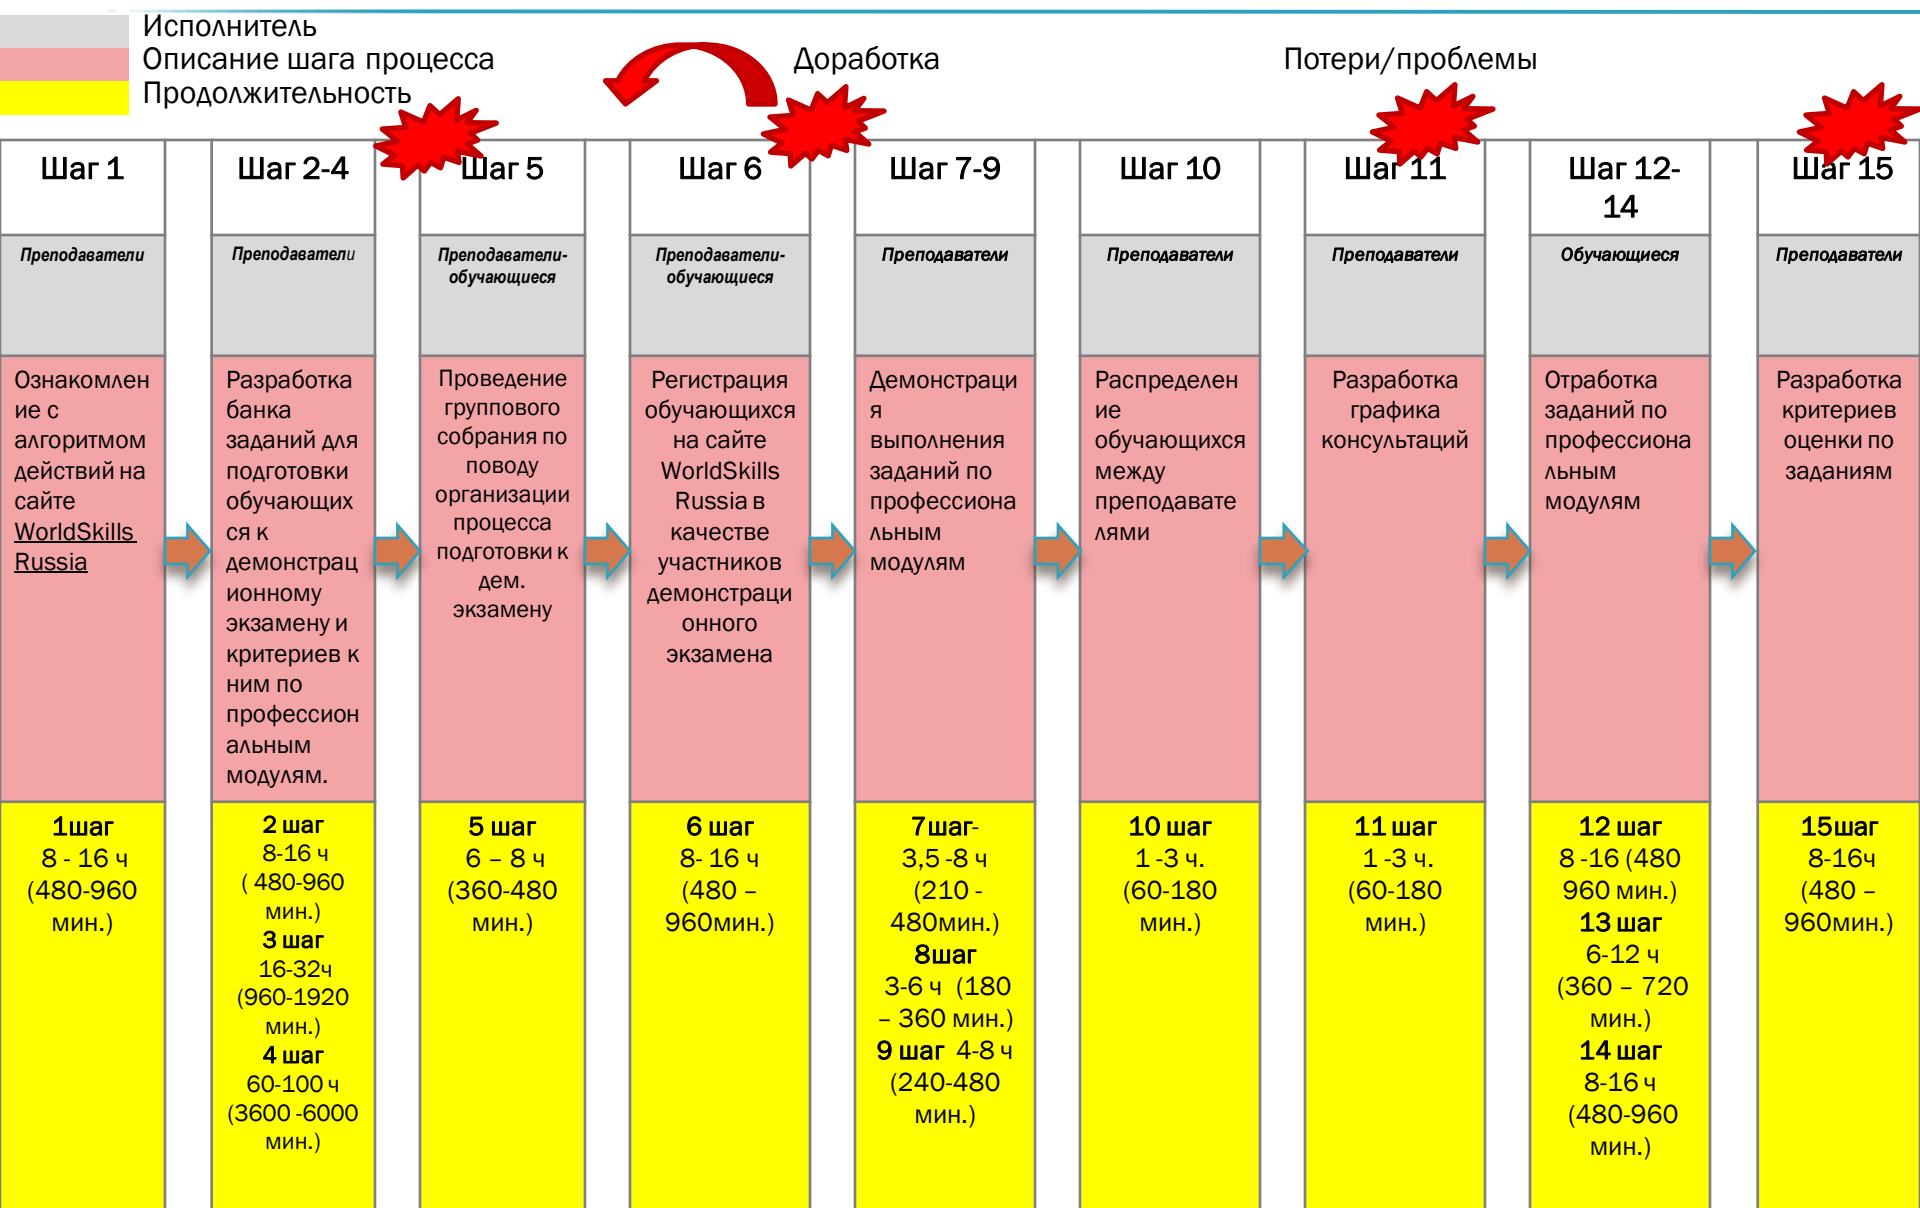 Исполнитель
Описание шага процесса
Продолжительность
Доработка
Потери/проблемы
Шаг 1
Преподаватели
Ознакомлен
ие с
алгоритмом
действий на
сайте
WorldSkills
Russia
1шаг
8 - 16 ч
(480-960
мин.)
Шаг 2-4
Преподаватели
Разработка
банка
заданий для
подготовки
обучающих
ся к
демонстрац
ионному
экзамену и
критериев к
ним по
профессион
альным
модулям.
2 шаг
8-16 ч
( 480-960
мин.)
3 шаг
16-32ч
(960-1920
мин.)
4 шаг
60-100 ч
(3600 -6000
мин.)
Шаг 5
Преподаватели-
обучающиеся
Проведение
группового
собрания по
поводу
организации
процесса
подготовки к
дем.
экзамену
5 шаг
6 – 8 ч
(360-480
мин.)
Шаг 6
Преподаватели-
обучающиеся
Регистрация
обучающихся
на сайте
WorldSkills
Russia в
качестве
участников
демонстраци
онного
экзамена
6 шаг
8- 16 ч
(480 –
960мин.)
Шаг 7-9
Преподаватели
Демонстраци
я
выполнения
заданий по
профессиона
льным
модулям
7шаг-
3,5 -8 ч
(210 -
480мин.)
8шаг
3-6 ч (180
– 360 мин.)
9 шаг 4-8 ч
(240-480
мин.)
Шаг 10
Преподаватели
Распределен
ие
обучающихся
между
преподавате
лями
10 шаг
1 -3 ч.
(60-180
мин.)
Шаг 11
Преподаватели
Разработка
графика
консультаций
11 шаг
1 -3 ч.
(60-180
мин.)
Шаг 12-
14
Обучающиеся
Отработка
заданий по
профессиона
льным
модулям
12 шаг
8 -16 (480
960 мин.)
13 шаг
6-12 ч
(360 – 720
мин.)
14 шаг
8-16 ч
(480-960
мин.)
Шаг 15
Преподаватели
Разработка
критериев
оценки по
заданиям
15шаг
8-16ч
(480 –
960мин.)